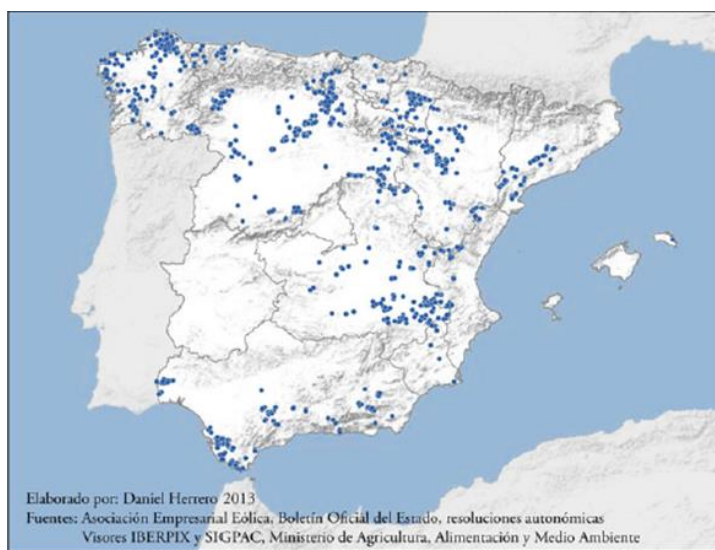 Elaborado por: Daniel Herrero 2013
Fuentes: Asociación Empresarial Eólica, Boletín Oficial del Estado, resoluciones autonómicas
Visores IBERPIX y SIGPAC, Ministerio de Agricultura, Alimentación y Medio Ambiente